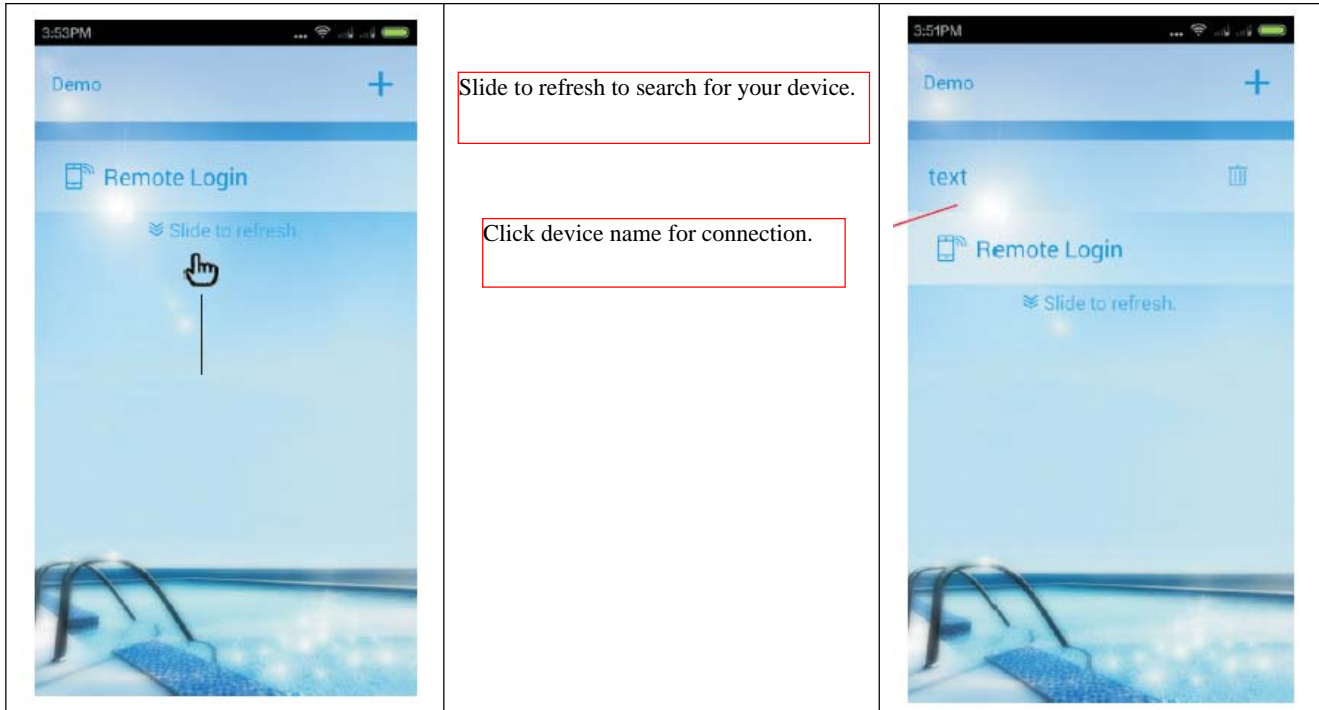 3:53PM
Demo
+
Remote Login
Slide to refresh.
Slide to refresh to search for your device.
Click device name for connection.
3:51PM
Demo
+
text
Remote Login
Slide to refresh.